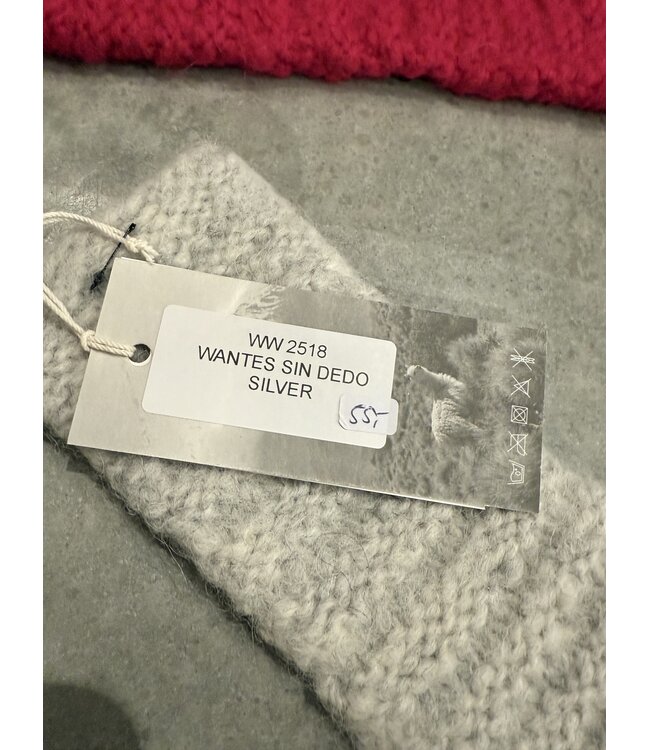 WW 2518
WANTES SIN DEDO
SILVER
55,-